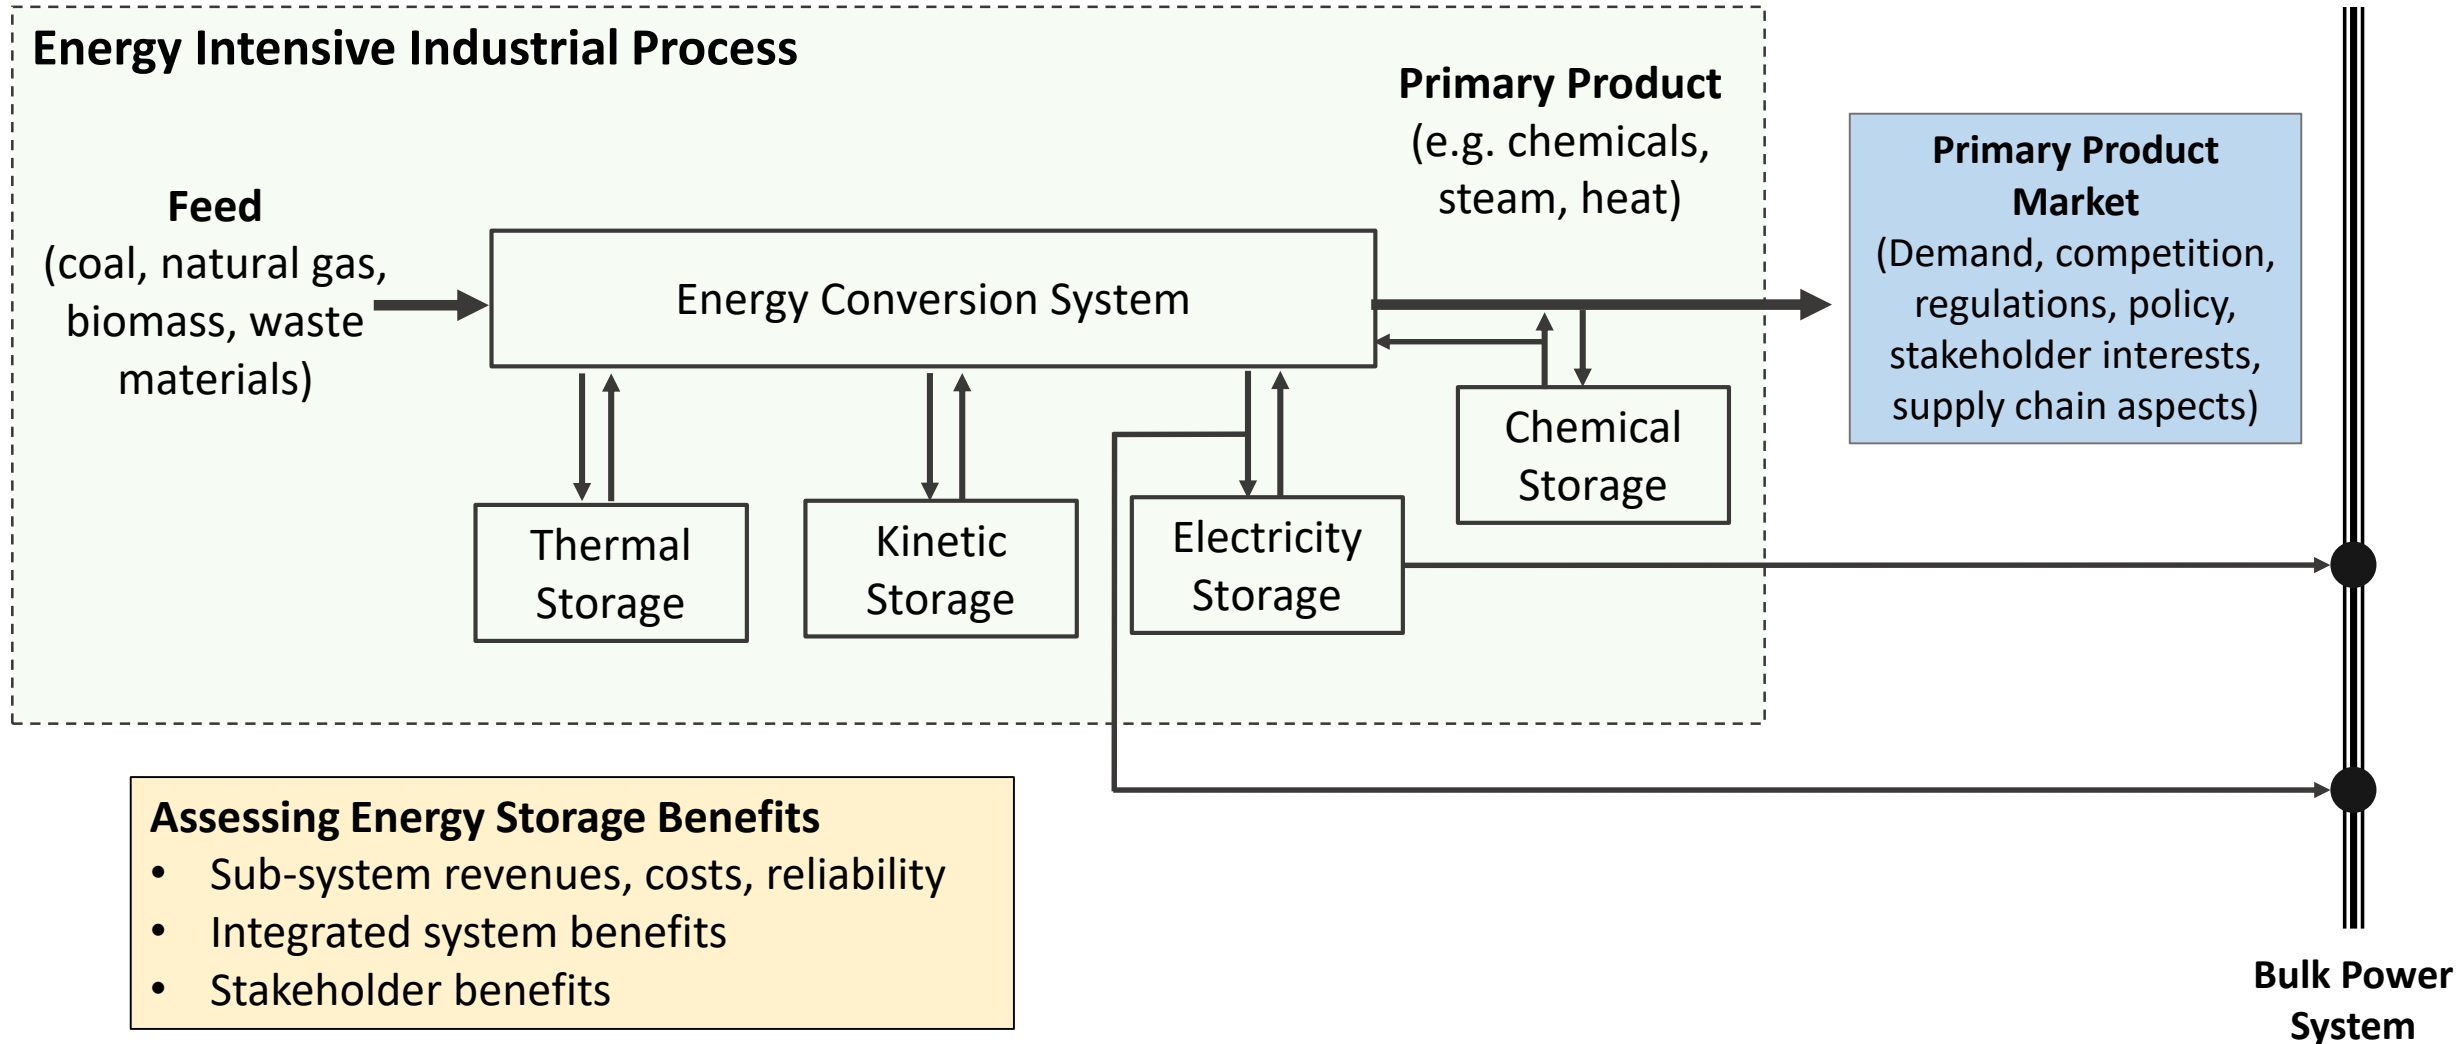 Energy Intensive Industrial Process
Feed
(coal, natural gas,
biomass, waste
materials)
Energy Conversion System
Primary Product
(e.g. chemicals,
steam, heat)
Primary Product
Market
(Demand, competition,
regulations, policy,
stakeholder interests,
supply chain aspects)
Thermal
Storage
Kinetic
Storage
Electricity
Storage
Chemical
Storage
Assessing Energy Storage Benefits
• Sub-system revenues, costs, reliability
• Integrated system benefits
• Stakeholder benefits
Bulk Power
System